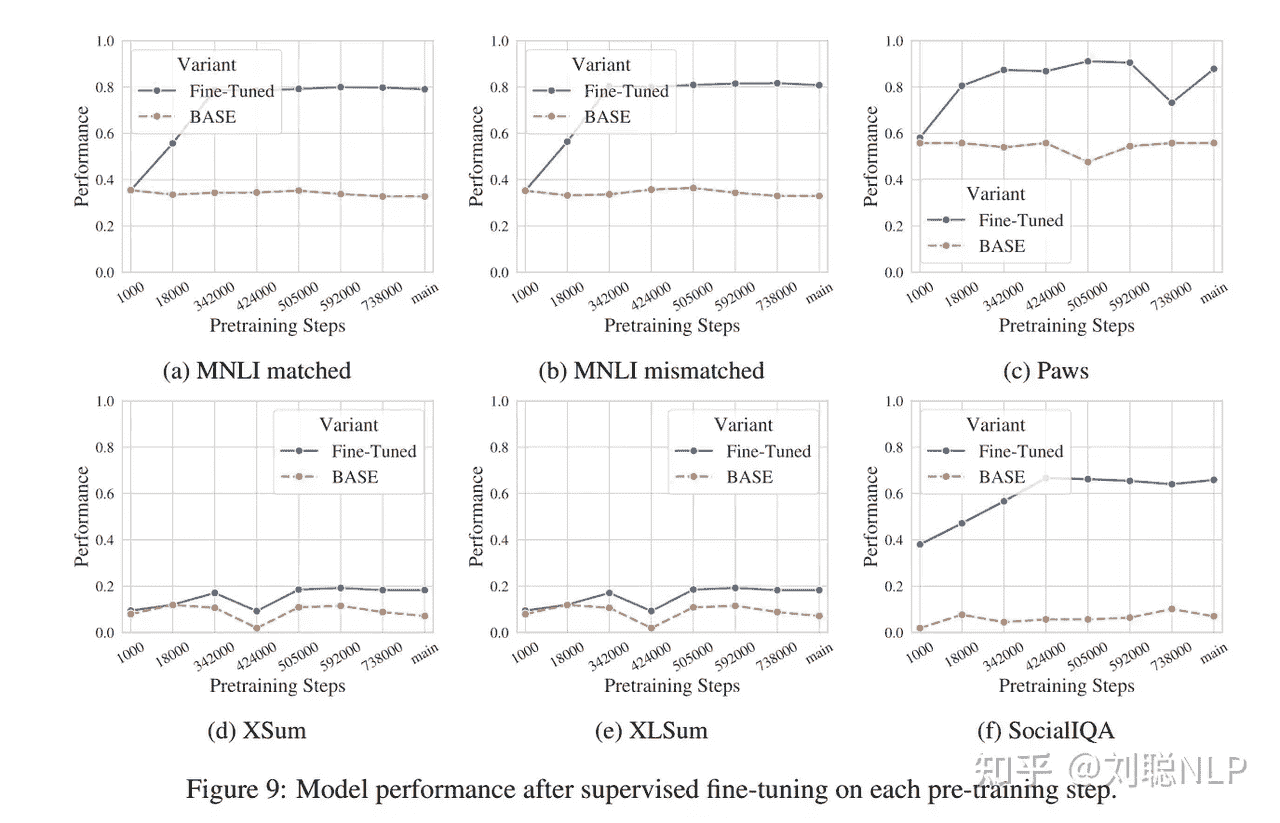 1.0
0.8
0.6
0.4
0.2
0.0
Performance
Variant
Fine-Tuned
BASE
1000
18000
342000
424000
505000
592000
738000
main
Pretraining Steps
(a) MNLI matched
1.0
0.8
0.6
0.4
0.2
0.0
Performance
Variant
Fine-Tuned
BASE
1000
18000
342000
424000
505000
592000
738000
main
Pretraining Steps
(b) MNLI mismatched
1.0
0.8
0.6
0.4
0.2
0.0
Performance
Variant
Fine-Tuned
BASE
1000
18000
342000
424000
505000
592000
738000
main
Pretraining Steps
(c) Paws
1.0
0.8
0.6
0.4
0.2
0.0
Performance
Variant
Fine-Tuned
BASE
1000
18000
342000
424000
505000
592000
738000
main
Pretraining Steps
(d) XSum
1.0
0.8
0.6
0.4
0.2
0.0
Performance
Variant
Fine-Tuned
BASE
1000
18000
342000
424000
505000
592000
738000
main
Pretraining Steps
(e) XLSum
1.0
0.8
0.6
0.4
0.2
0.0
Performance
Variant
Fine-Tuned
BASE
1000
18000
342000
424000
505000
592000
738000
main
Pretraining Steps
(f) SocialIQA
知乎 @刘聪NLP
Figure 9: Model performance after supervised fine-tuning on each pre-training step.